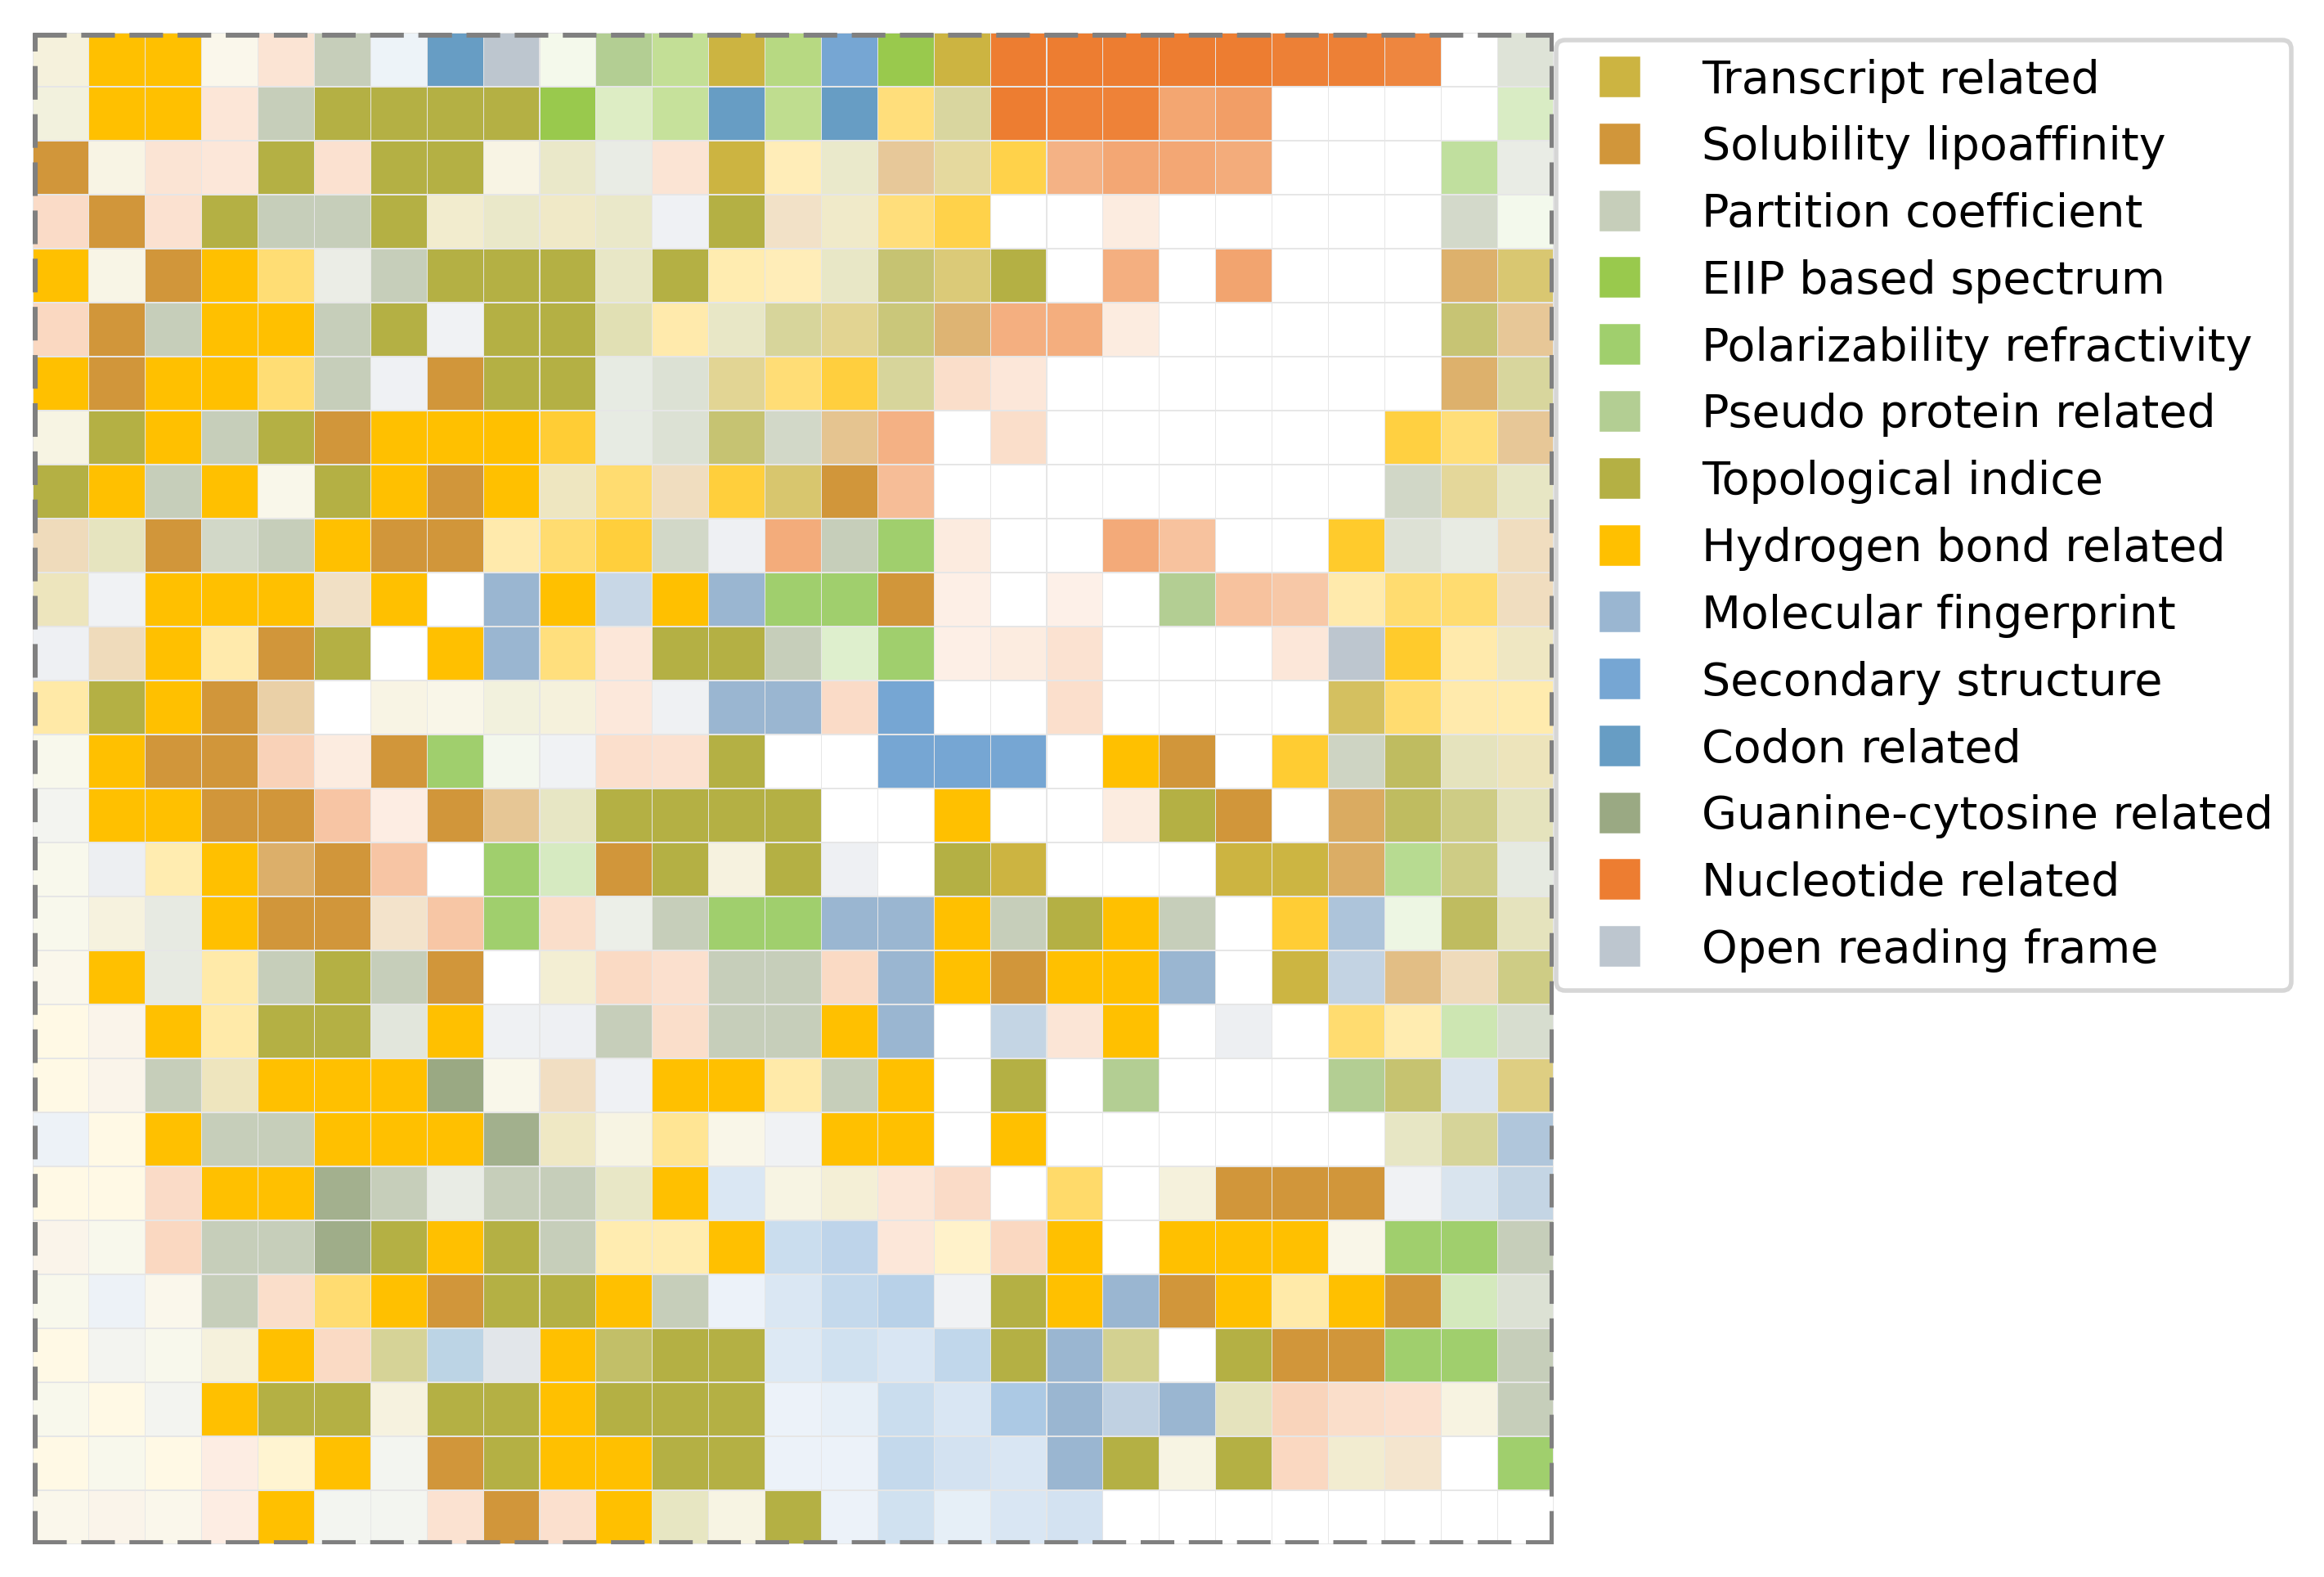 Transcript related
Solubility lipoaffinity
Partition coefficient
EIIP based spectrum
Polarizability refractivity
Pseudo protein related
Topological indice
Hydrogen bond related
Molecular fingerprint
Secondary structure
Codon related
Guanine-cytosine related
Nucleotide related
Open reading frame